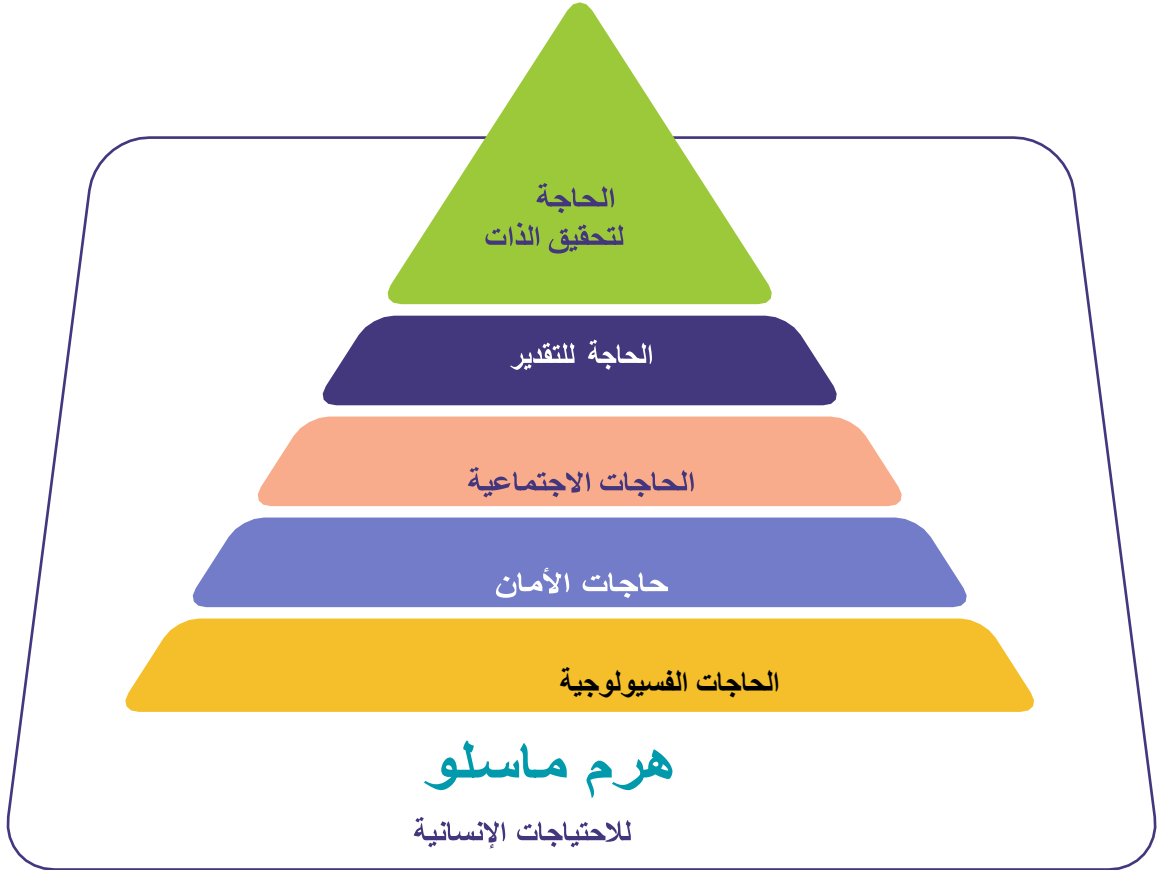 الحاجة
لتحقيق الذات
الحاجة للتقدير
الحاجات الاجتماعية
حاجات الأمان
الحاجات الفسيولوجية
هرم ماسلو
للاحتياجات الإنسانية